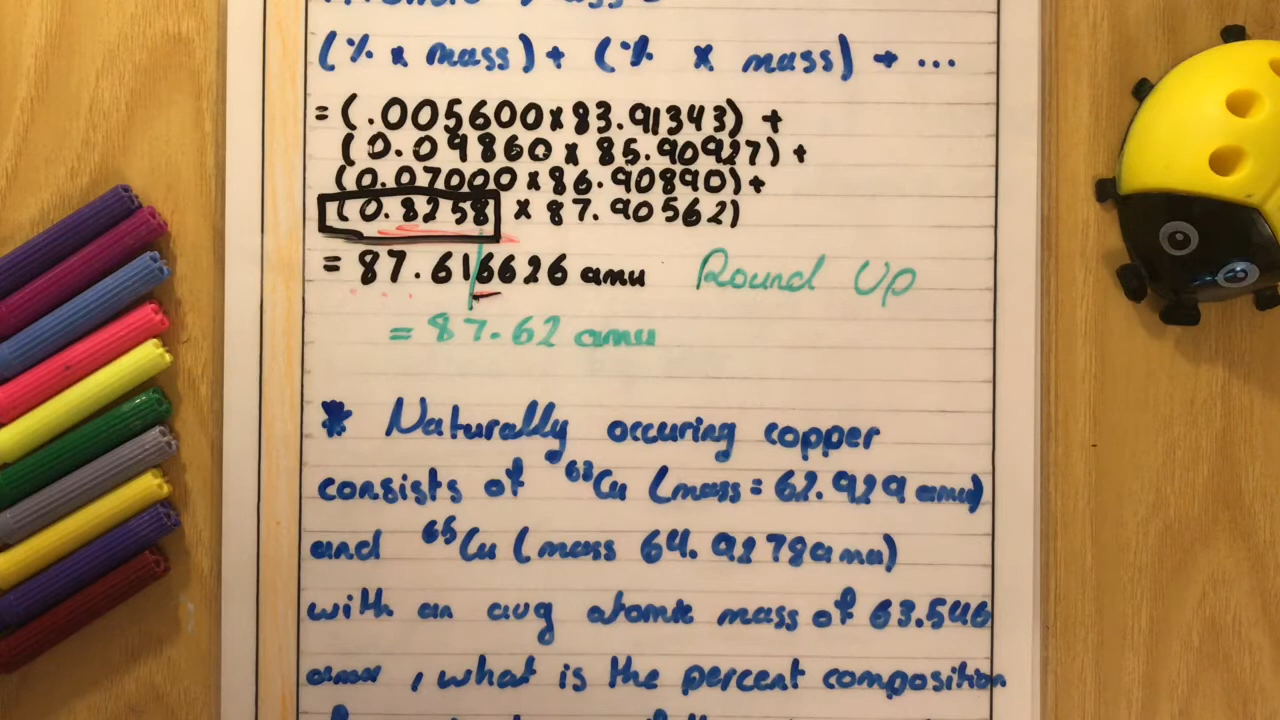 (% x mass) + (% x mass) + ...
= (.005600 x 83.91343) +
(0.09860 x 85.90927) +
(0.07000 x 86.90890) +
(0.8258 x 87.90562)
= 87.616626 amu Round Up
= 87.62 amu
* Naturally occuring copper
consists of ⁶³Cu (mass = 62.929 amu)
and ⁶⁵Cu (mass 64.9278 amu)
with an avg atomic mass of 63.546
amu , what is the percent composition